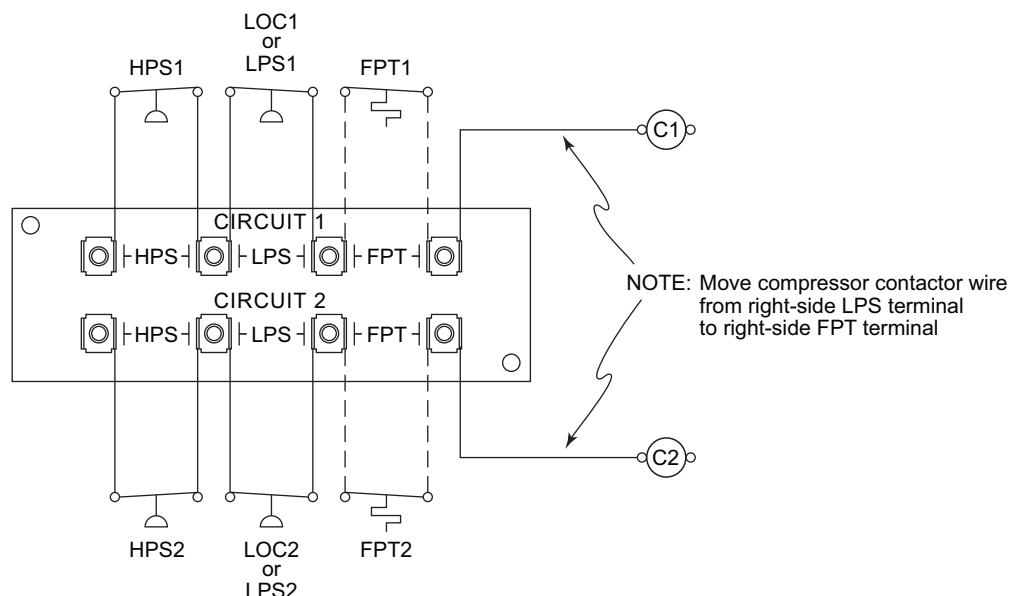 LOC1
or
HPS1 LPS1 FPT1
C1
CIRCUIT 1
HPS LPS FPT
NOTE: Move compressor contactor wire
from right-side LPS terminal
to right-side FPT terminal
CIRCUIT 2
HPS LPS FPT
C2
HPS2 LOC2 FPT2
or
LPS2